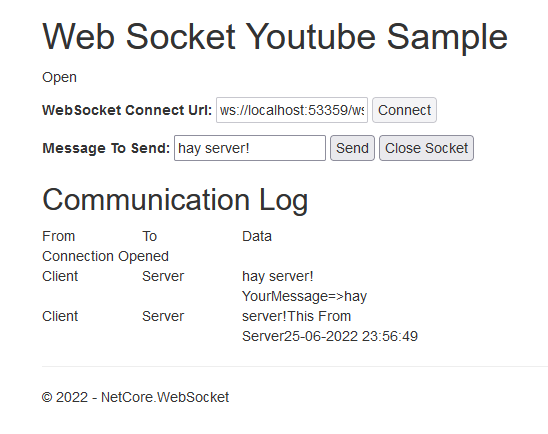 Web Socket Youtube Sample
Open
WebSocket Connect Url: ws://localhost:53359/ws Connect
Message To Send: hay server! Send Close Socket
Communication Log
From To Data
Connection Opened
Client Server hay server!
YourMessage=>hay
Client Server server!This From
Server25-06-2022 23:56:49
© 2022 - NetCore.WebSocket